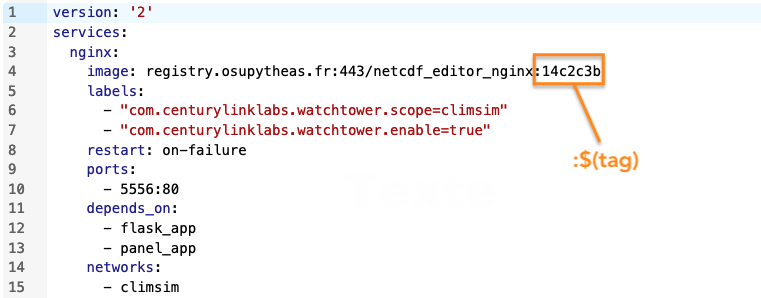 1 version: '2'
2 services:
3 nginx:
4 image: registry.osupytheas.fr:443/netcdf_editor_nginx:14c2c3b
5 labels:
6 - "com.centurylinklabs.watchtower.scope=climsim"
7 - "com.centurylinklabs.watchtower.enable=true"
8 restart: on-failure
:$(tag)
9 ports:
10 - 5556:80
11 depends_on:
12 - flask_app
13 - panel_app
14 networks:
15 - climsim